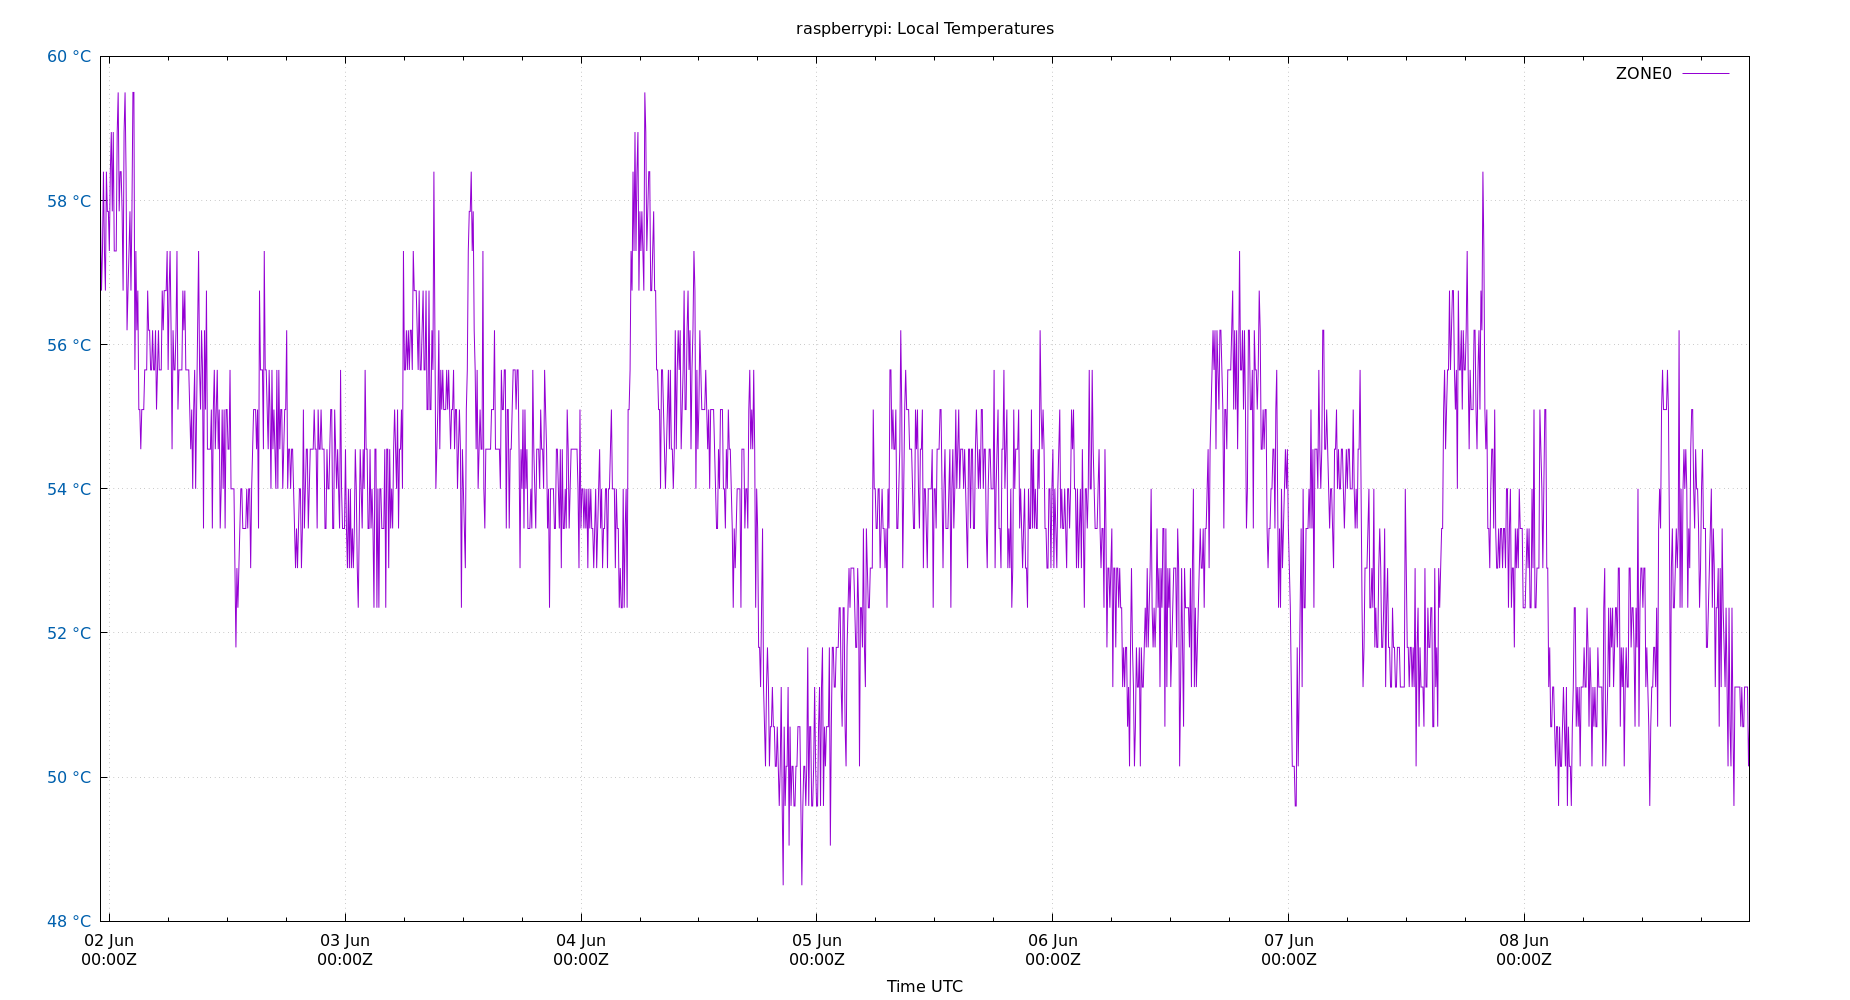 raspberrypi: Local Temperatures
60 °C
ZONE0
58 °C
56 °C
54 °C
52 °C
50 °C
48 °C
02 Jun 03 Jun 04 Jun 05 Jun 06 Jun 07 Jun 08 Jun
00:00Z 00:00Z 00:00Z 00:00Z 00:00Z 00:00Z 00:00Z
Time UTC